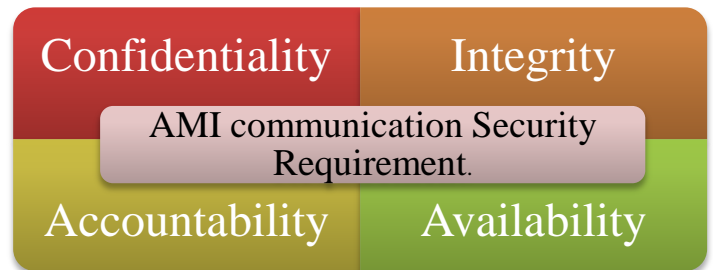 Confidentiality
Integrity
AMI communication Security
Requirement.
Accountability
Availability